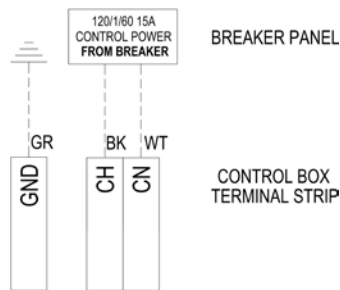 120/1/60 15A
CONTROL POWER
FROM BREAKER
BREAKER PANEL
GR
BK
WT
GND
CH
CN
CONTROL BOX
TERMINAL STRIP